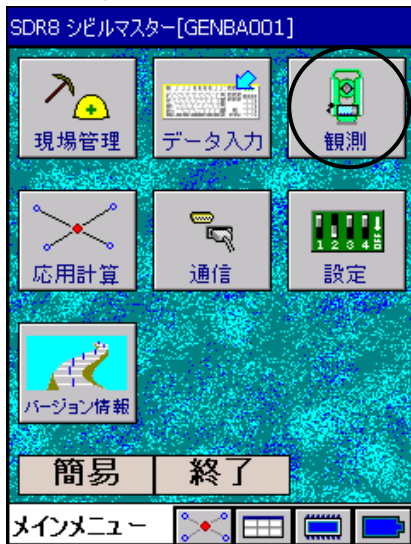 SDR8 シビルマスター[GENBA001]
現場管理
データ入力
観測
応用計算
通信
1 2 3 4 OFF
設定
バージョン情報
簡易
終了
メインメニュー